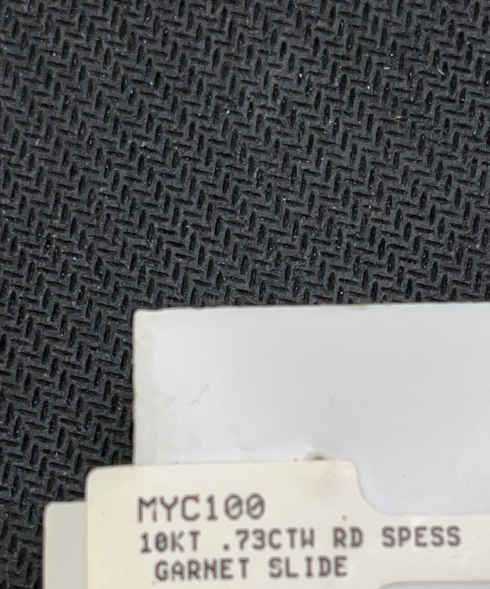 MYC100
10KT .73CTW RD SPESS
GARNET SLIDE